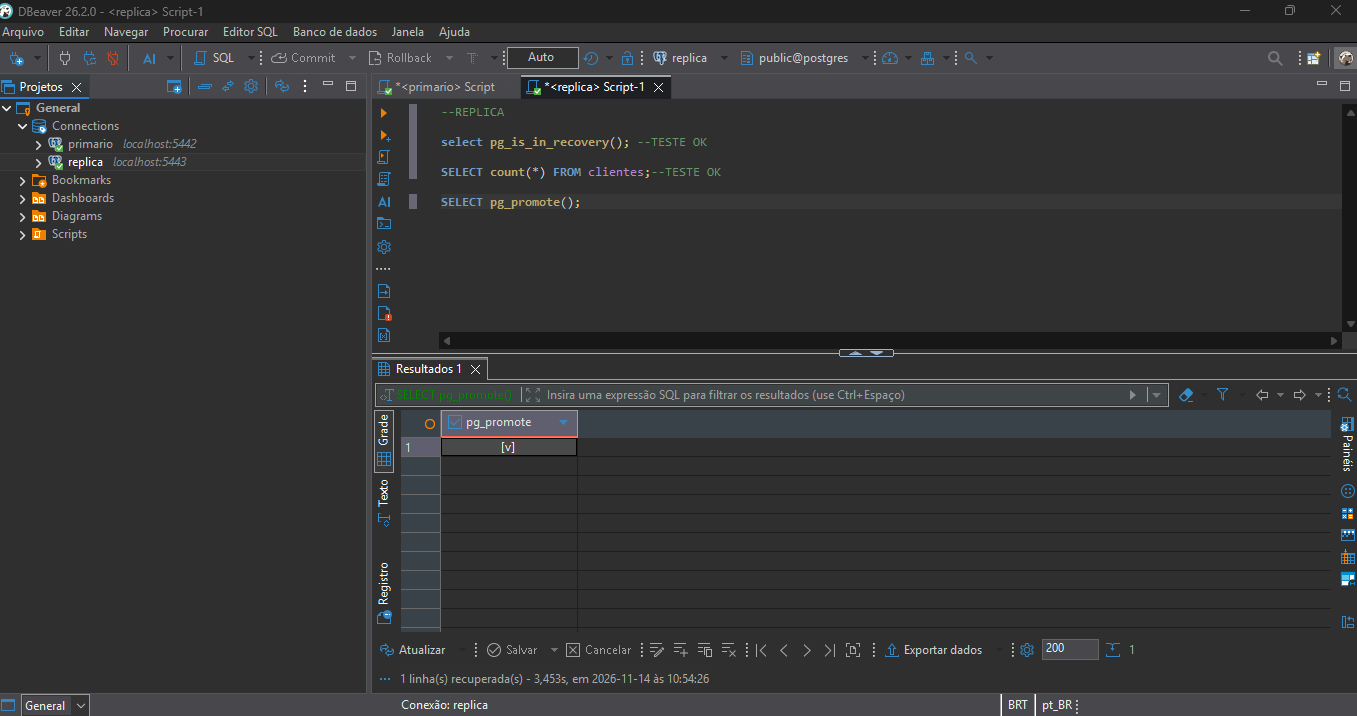 DBeaver 26.2.0 - <replica> Script-1
Arquivo Editar Navegar Procurar Editor SQL Banco de dados Janela Ajuda
AI SQL Commit Rollback T Auto replica public@postgres
Projetos
*<primario> Script *<replica> Script-1
General
Connections
primario localhost:5442
replica localhost:5443
Bookmarks
Dashboards
Diagrams
Scripts
AI
--REPLICA
select pg_is_in_recovery(); --TESTE OK
SELECT count(*) FROM clientes;--TESTE OK
SELECT pg_promote();
Resultados 1
SELECT pg_promote() Insira uma expressão SQL para filtrar os resultados (use Ctrl+Espaço)
Grade
Texto
Registro
pg_promote
1 [v]
Painéis
Atualizar Salvar Cancelar Exportar dados 200 1
1 linha(s) recuperada(s) - 3,453s, em 2026-11-14 às 10:54:26
General Conexão: replica BRT pt_BR